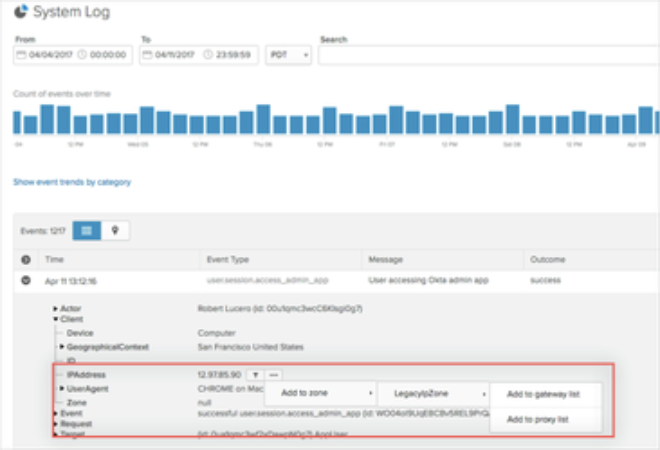 System Log
From To Search
04/04/2017 00:00:00 04/11/2017 23:59:59 PDT
Count of events over time
04 12 PM Wed 05 12 PM Thu 06 12 PM Fri 07 12 PM Sat 08 12 PM Apr 09
Show event trends by category
Events: 1217
Time Event Type Message Outcome
Apr 11 13:12:16 user.session.access_admin_app User accessing Okta admin app success
Actor Robert Lucero (id:
Client
Device Computer
GeographicalContext San Francisco United States
ID
IPAddress 12.97.85.90
UserAgent CHROME on Mac
Add to zone LegacyIpZone Add to gateway list
Zone null
Event successful user.session.access_admin_app (id:
Add to proxy list
Request
Target AppUser